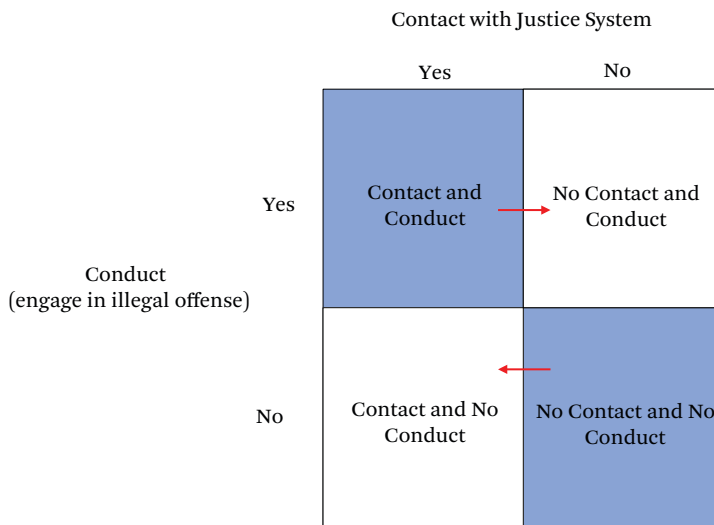 Contact with Justice System
Yes
No
Yes
Contact and
Conduct
No Contact and
Conduct
Conduct
(engage in illegal offense)
No
Contact and No
Conduct
No Contact and No
Conduct